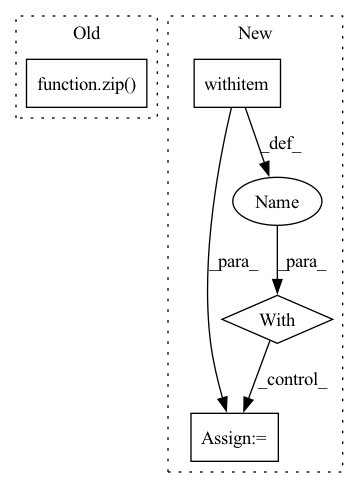 Old
New
function.zip()
withitem
_def_
Name
_para_
_para_
With
_control_
Assign:=